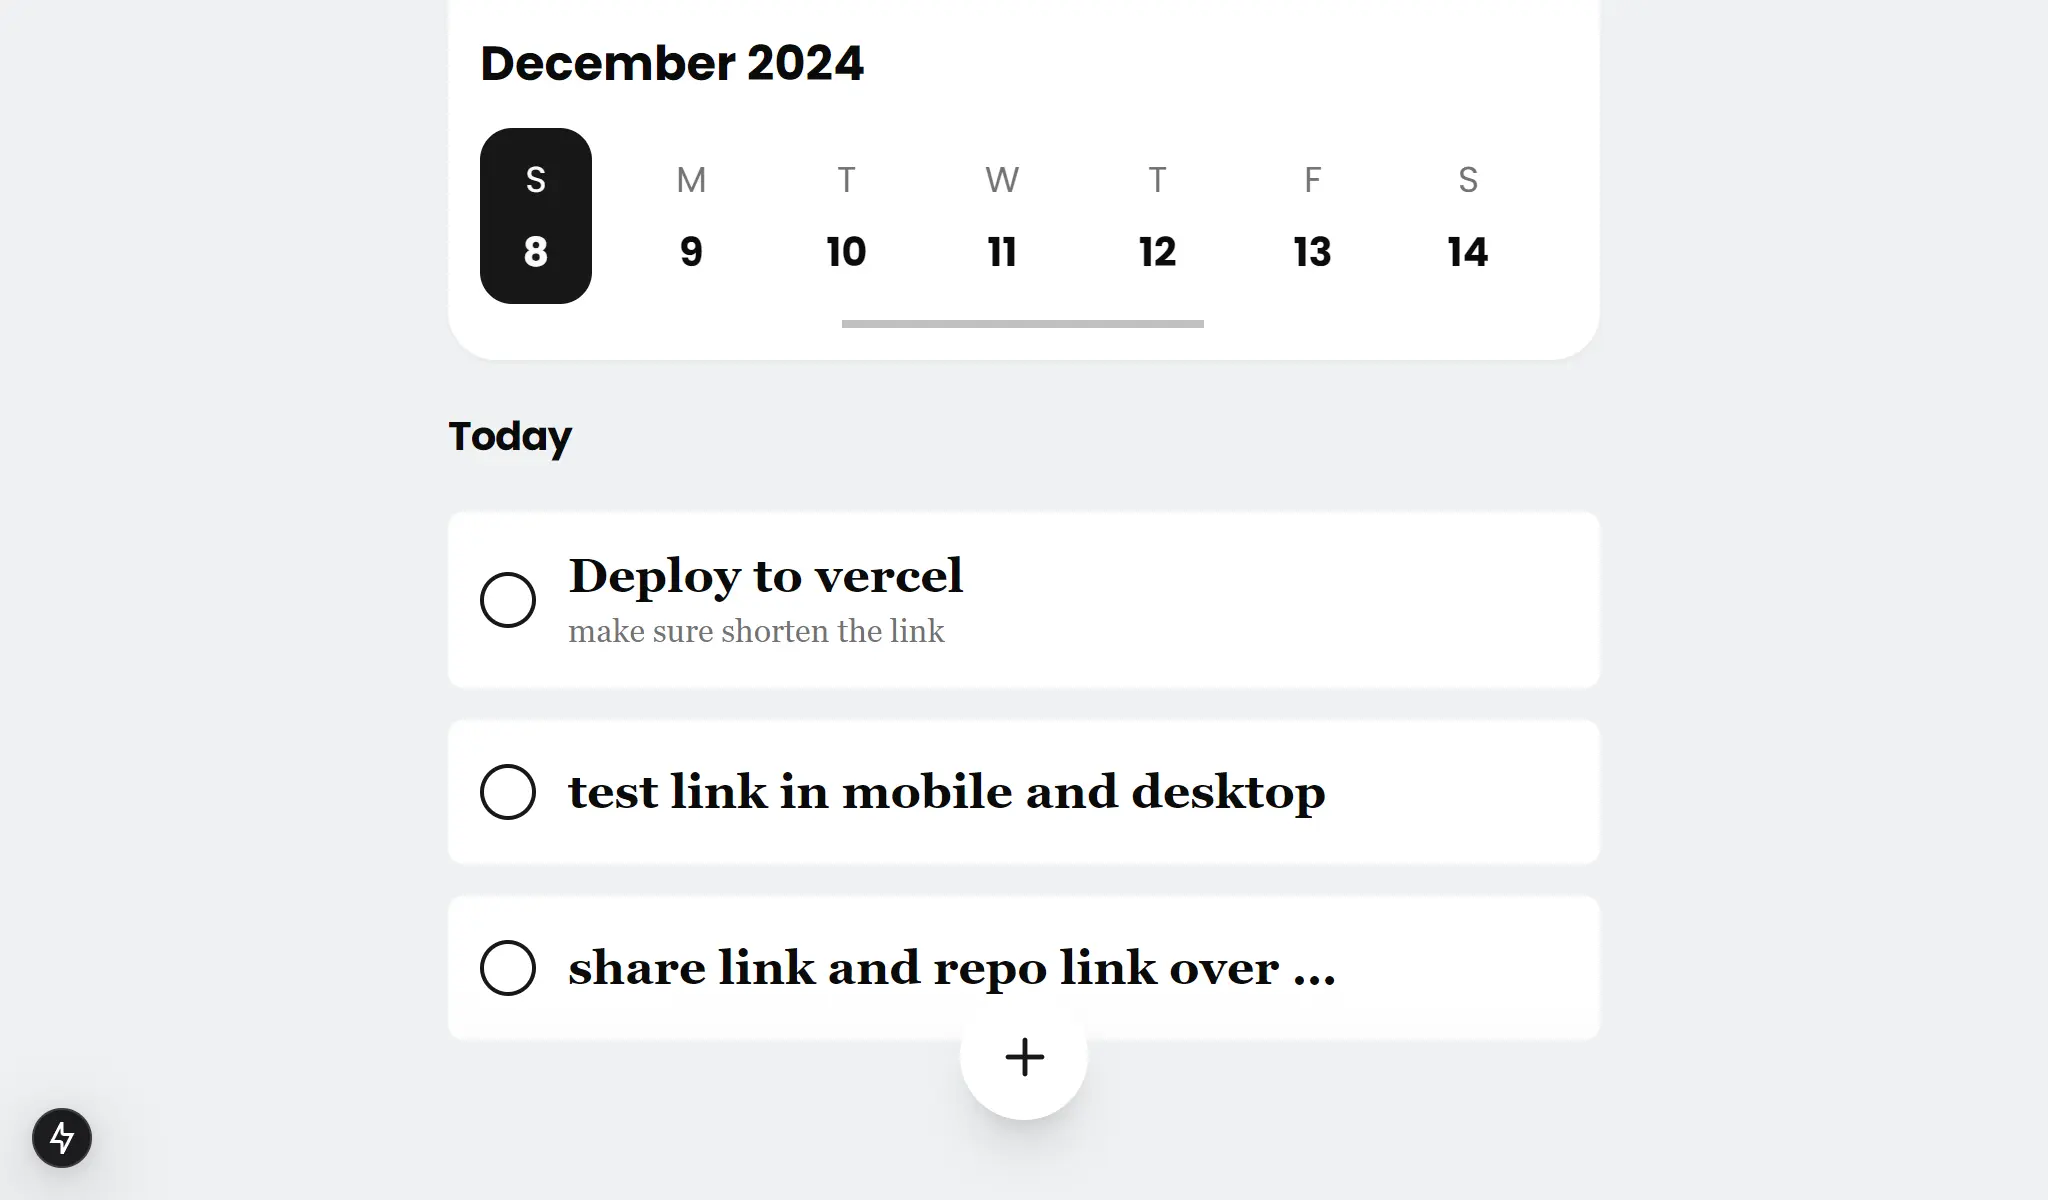 December 2024
S M T W T F S
8 9 10 11 12 13 14
Today
Deploy to vercel
make sure shorten the link
test link in mobile and desktop
share link and repo link over ...